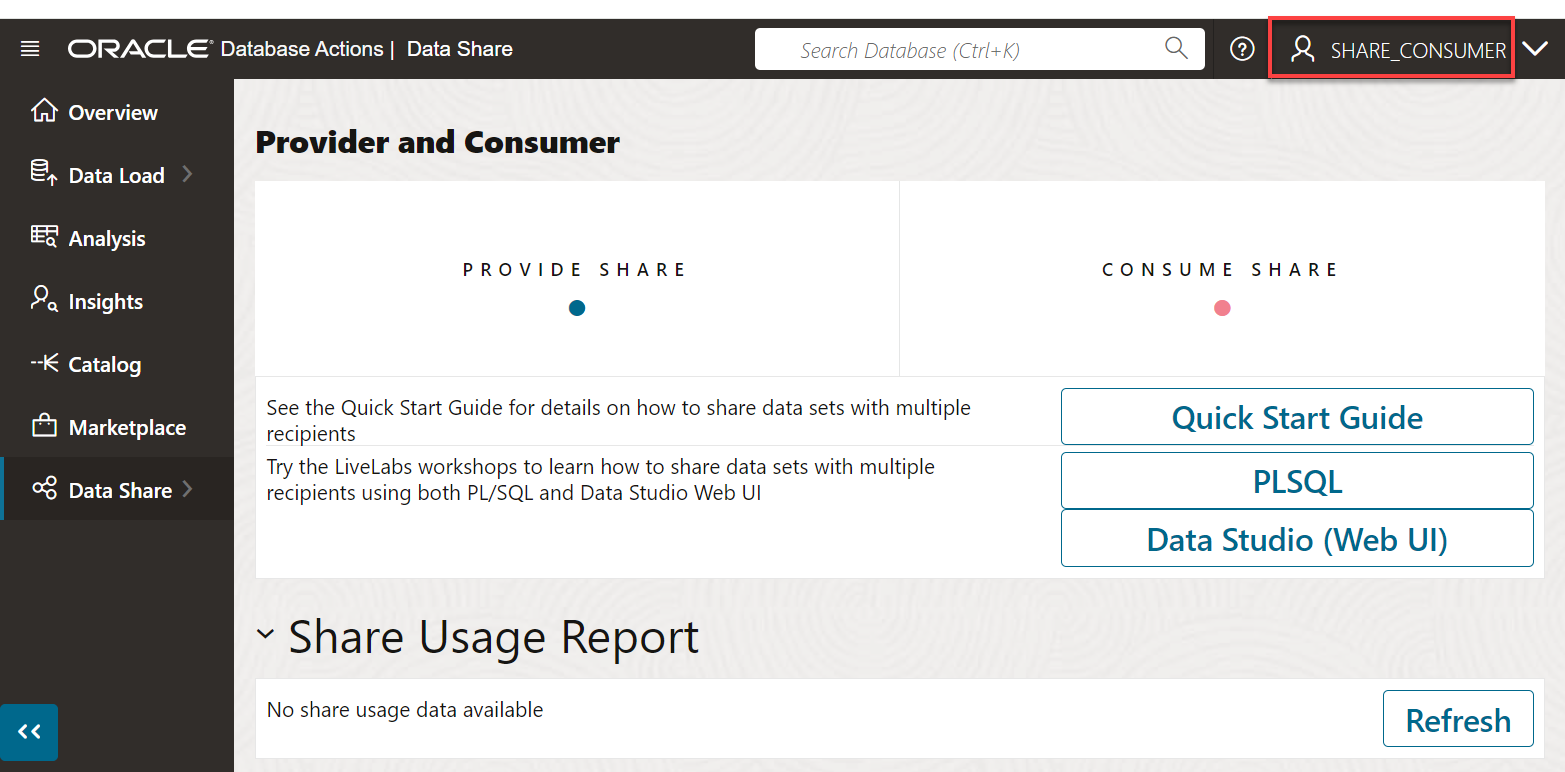 ORACLE Database Actions | Data Share
Search Database (Ctrl+K)
SHARE_CONSUMER
Overview
Data Load
Analysis
Insights
Catalog
Marketplace
Data Share
Provider and Consumer
PROVIDE SHARE
CONSUME SHARE
See the Quick Start Guide for details on how to share data sets with multiple
recipients
Quick Start Guide
Try the LiveLabs workshops to learn how to share data sets with multiple
recipients using both PL/SQL and Data Studio Web UI
PLSQL
Data Studio (Web UI)
Share Usage Report
No share usage data available
Refresh